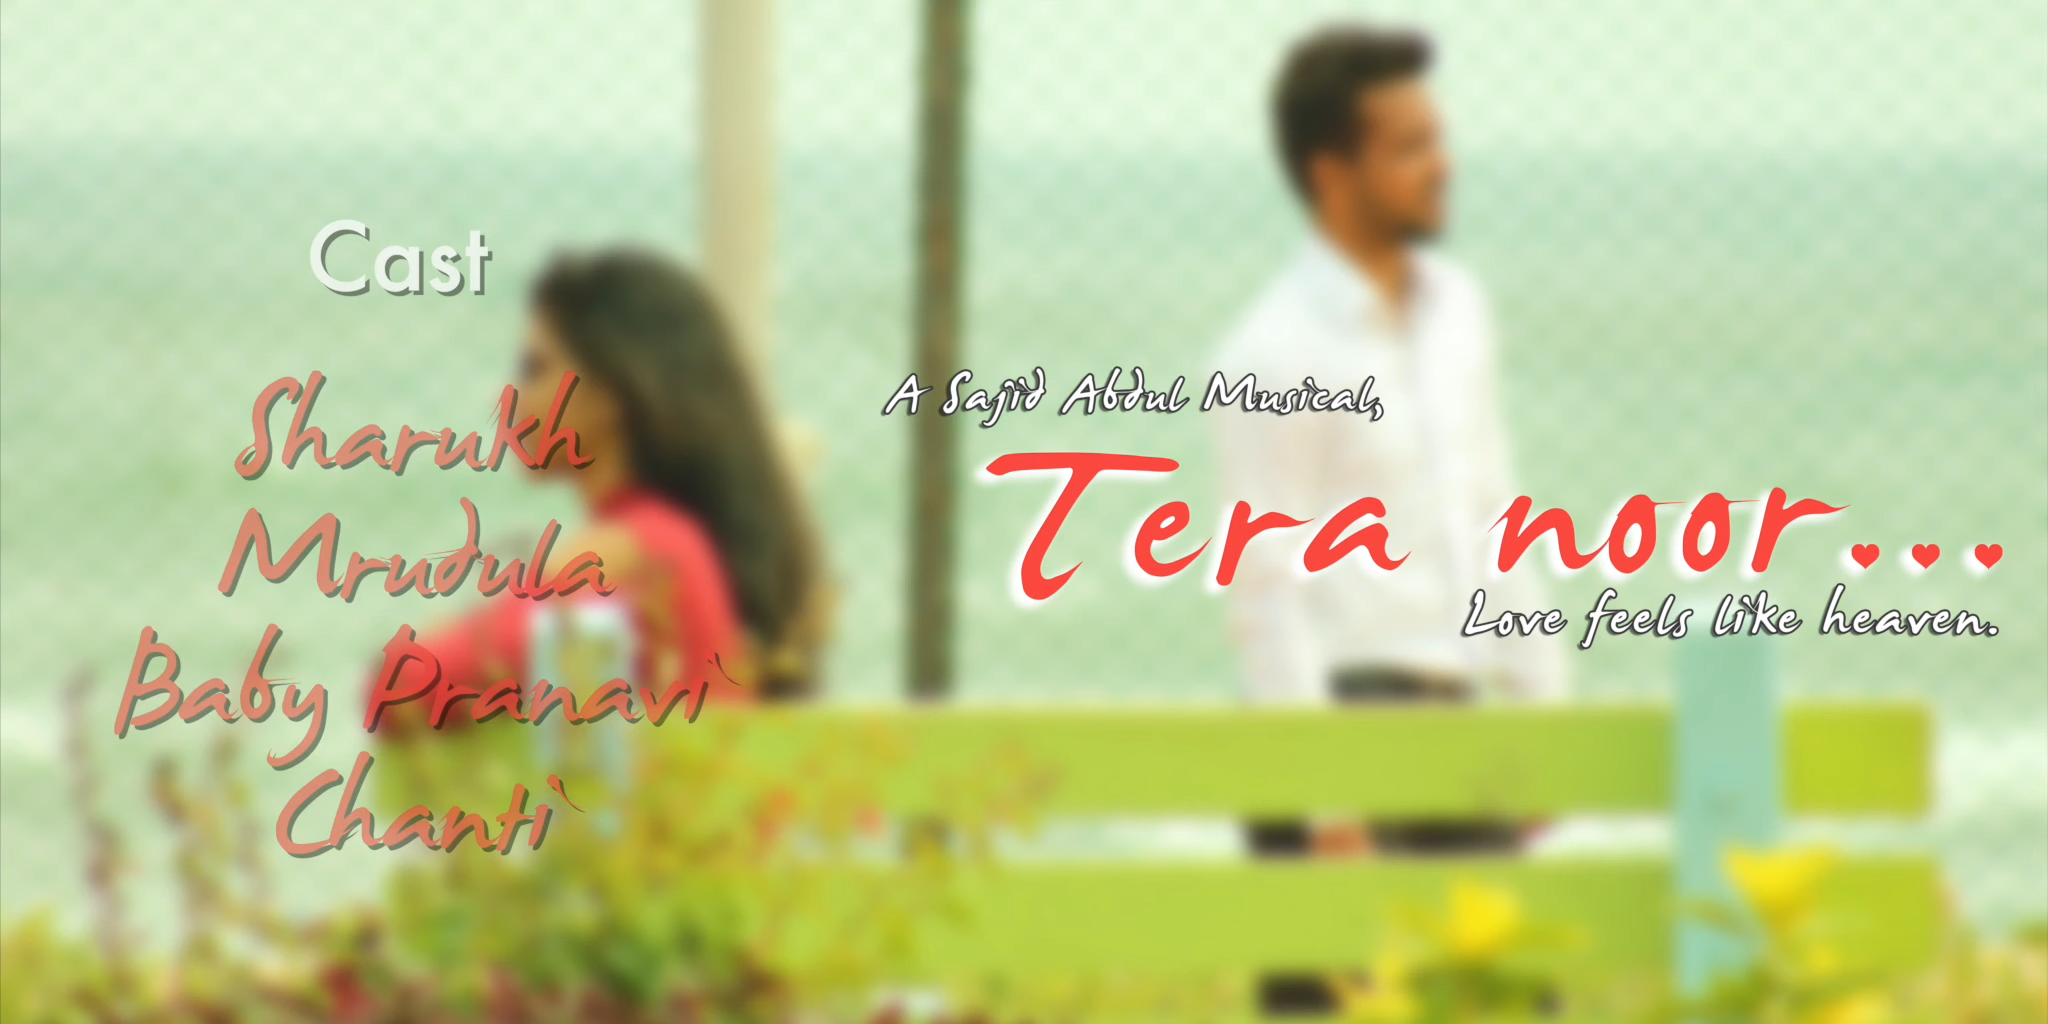 Cast
Sharukh
Mrudula
Baby Pranavi
Chanti
A Sajid Abdul Musical,
Tera noor...
Love feels like heaven.